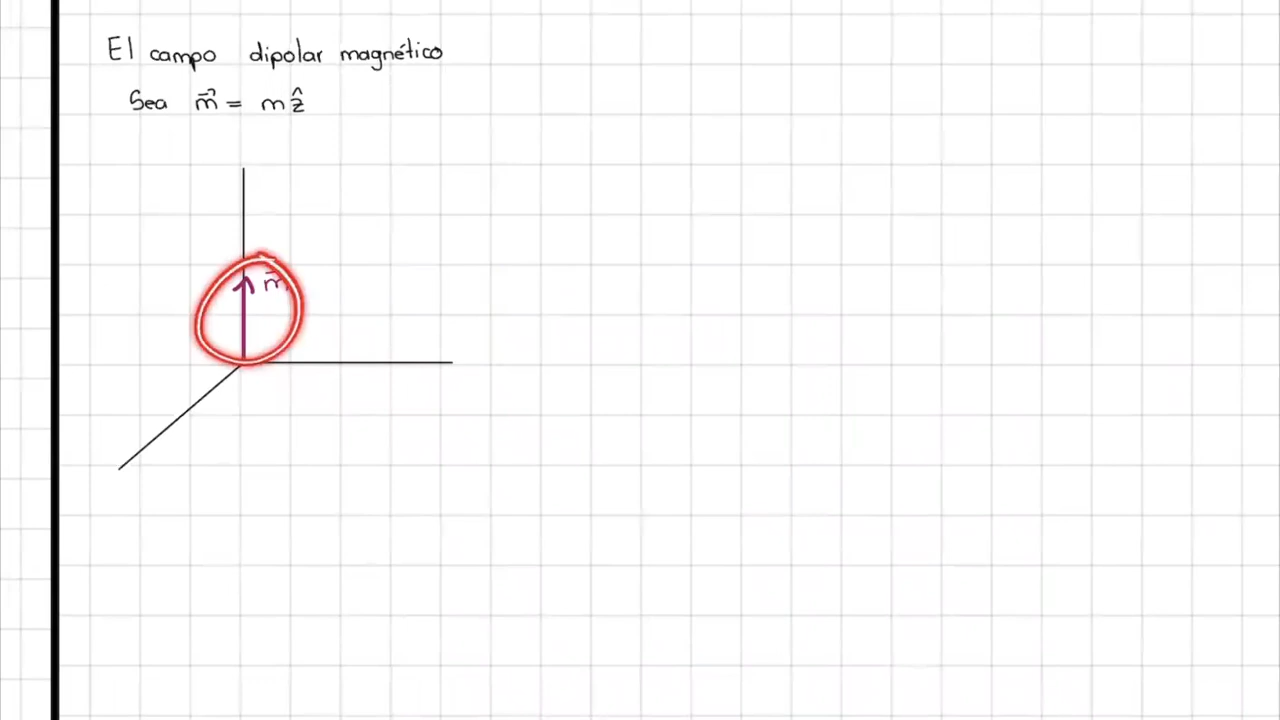 El campo dipolar magnético
Sea m⃗ = m ẑ
m⃗